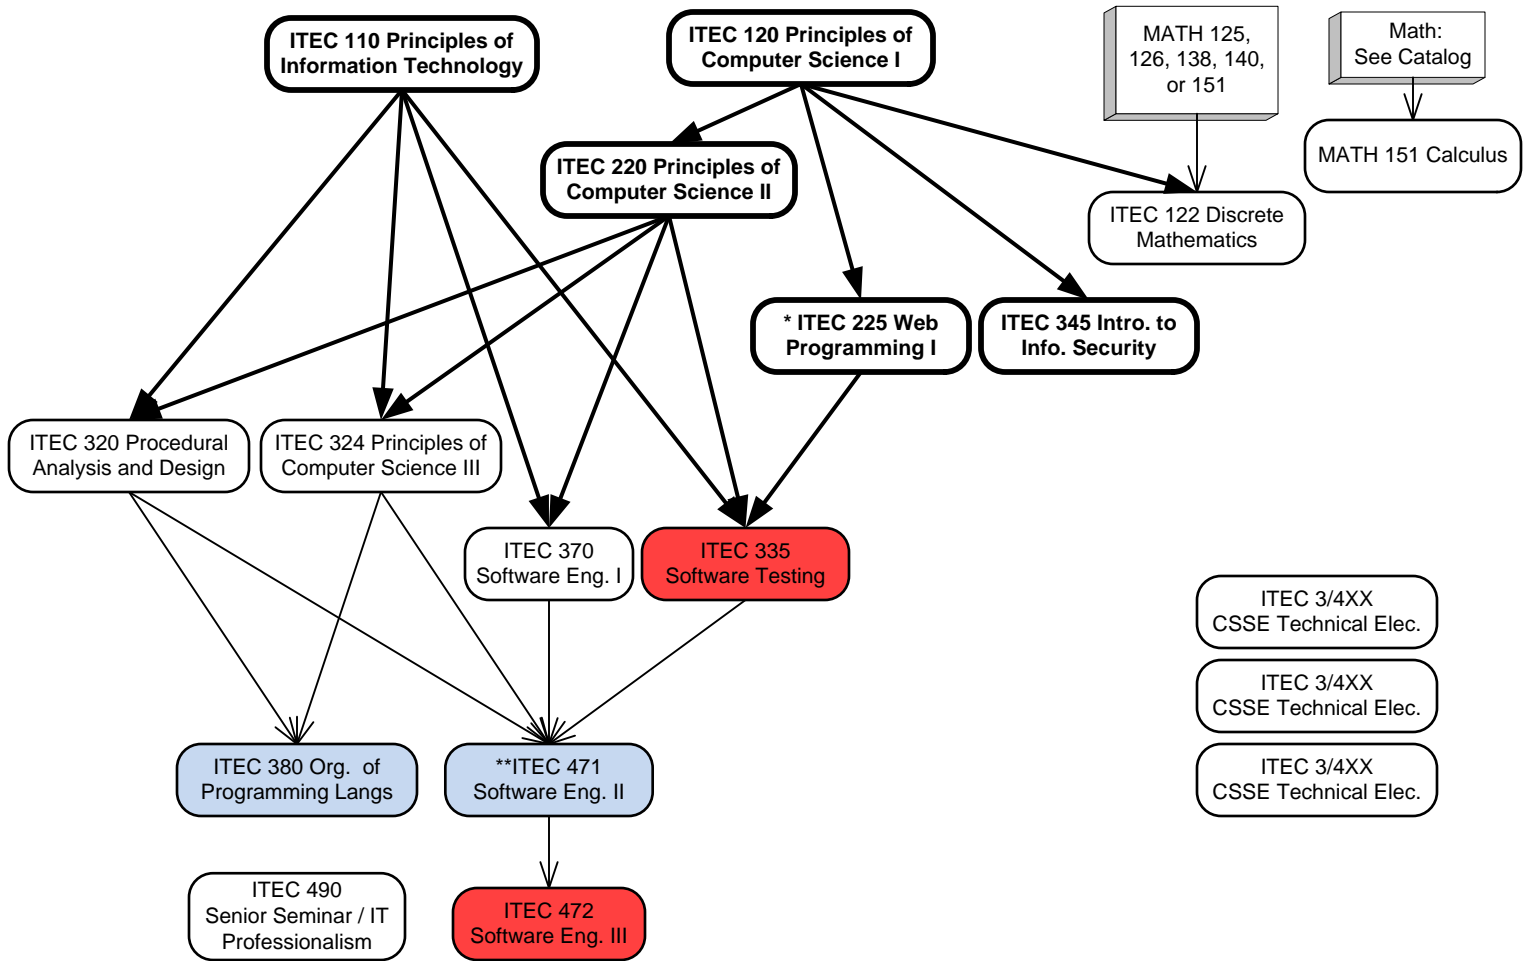 ITEC 110 Principles of
Information Technology
ITEC 120 Principles of
Computer Science I
MATH 125,
126, 138, 140,
or 151
Math:
See Catalog
ITEC 220 Principles of
Computer Science II
MATH 151 Calculus
ITEC 122 Discrete
Mathematics
* ITEC 225 Web
Programming I
ITEC 345 Intro. to
Info. Security
ITEC 320 Procedural
Analysis and Design
ITEC 324 Principles of
Computer Science III
ITEC 370
Software Eng. I
ITEC 335
Software Testing
ITEC 3/4XX
CSSE Technical Elec.
ITEC 3/4XX
CSSE Technical Elec.
ITEC 380 Org. of
Programming Langs
**ITEC 471
Software Eng. II
ITEC 3/4XX
CSSE Technical Elec.
ITEC 490
Senior Seminar / IT
Professionalism
ITEC 472
Software Eng. III